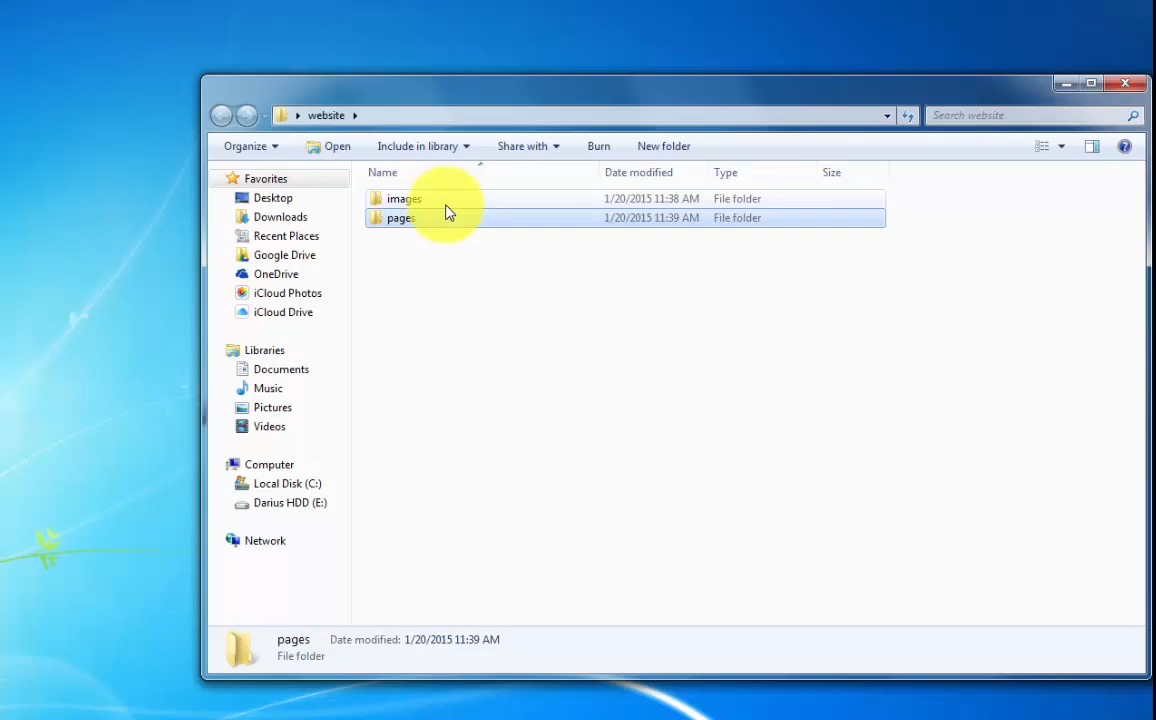 website
Search website
Organize
Open
Include in library
Share with
Burn
New folder
Name
Date modified
Type
Size
Favorites
Desktop
Downloads
Recent Places
Google Drive
OneDrive
iCloud Photos
iCloud Drive
Libraries
Documents
Music
Pictures
Videos
Computer
Local Disk (C:)
Darius HDD (E:)
Network
images 1/20/2015 11:38 AM File folder
pages 1/20/2015 11:39 AM File folder
pages Date modified: 1/20/2015 11:39 AM
File folder